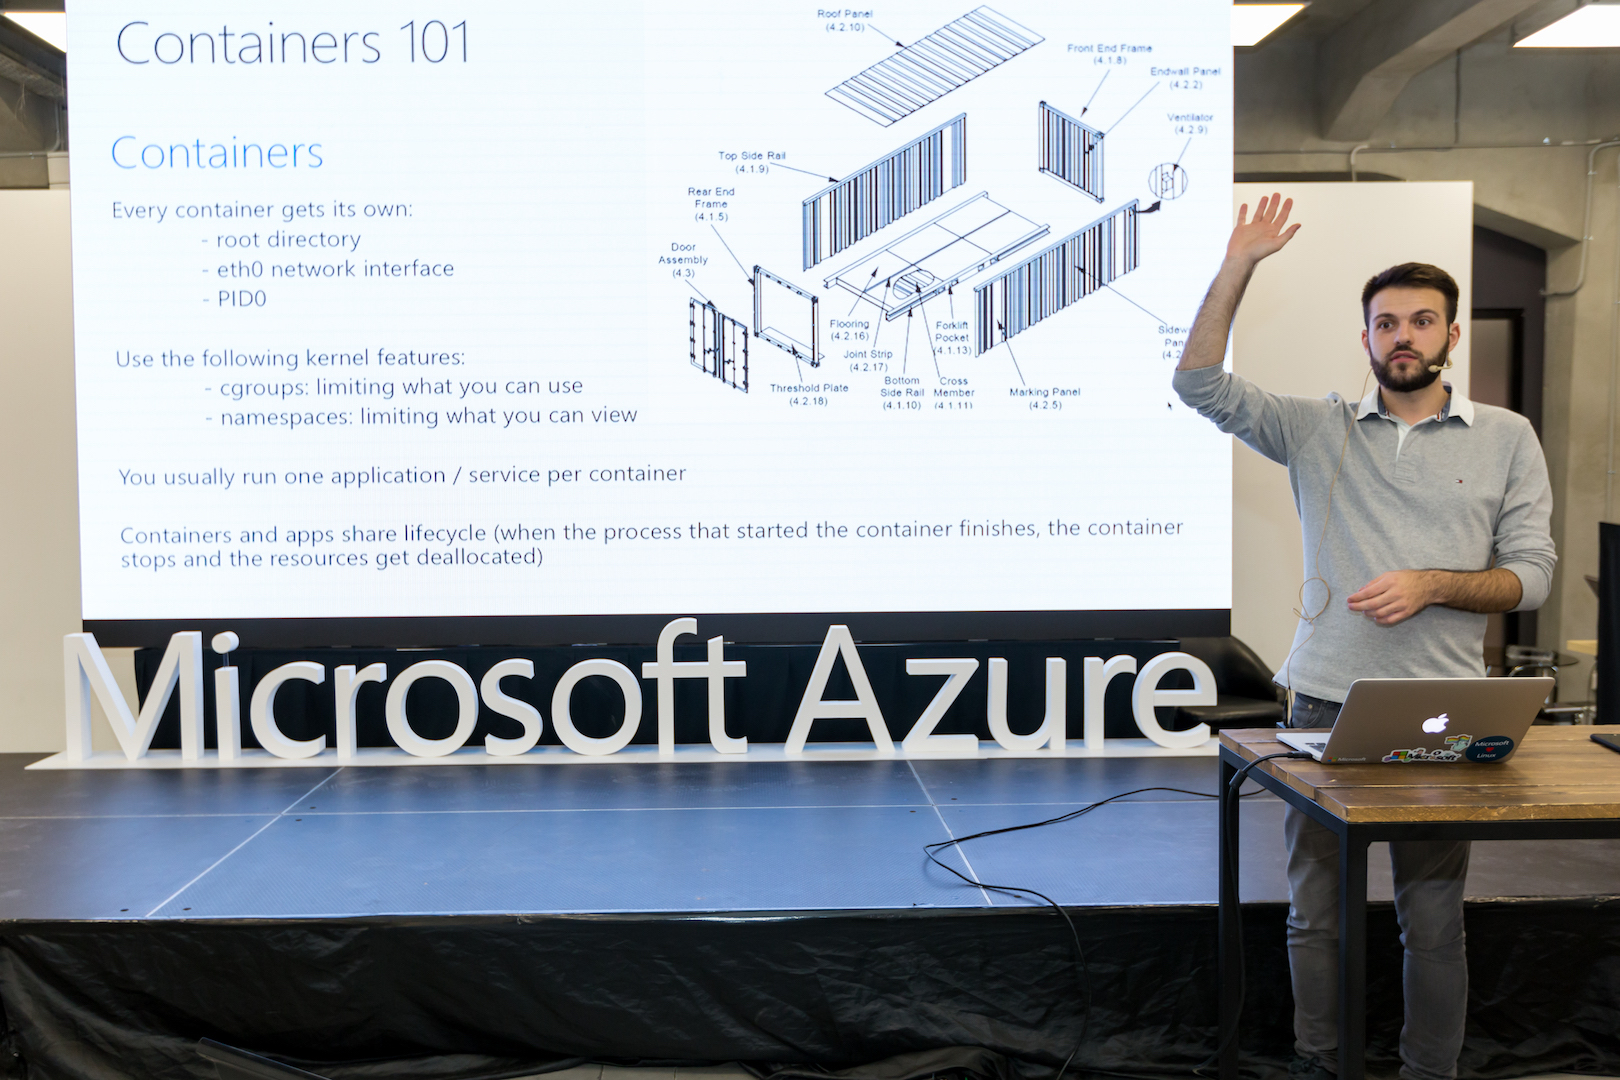 Containers 101
Containers
Every container gets its own:
- root directory
- eth0 network interface
- PID0
Use the following kernel features:
- cgroups: limiting what you can use
- namespaces: limiting what you can view
You usually run one application / service per container
Containers and apps share lifecycle (when the process that started the container finishes, the container
stops and the resources get deallocated)
Roof Panel
(4.2.10)
Front End Frame
(4.1.8)
Endwall Panel
(4.2.2)
Ventilator
(4.2.9)
Top Side Rail
(4.1.9)
Rear End
Frame
(4.1.5)
Door
Assembly
(4.3)
Flooring
(4.2.16)
Joint Strip
(4.2.17)
Forklift
Pocket
(4.1.13)
Threshold Plate
(4.2.18)
Bottom
Side Rail
(4.1.10)
Cross
Member
(4.1.11)
Marking Panel
(4.2.5)
Microsoft Azure
Microsoft
Linux
Microsoft